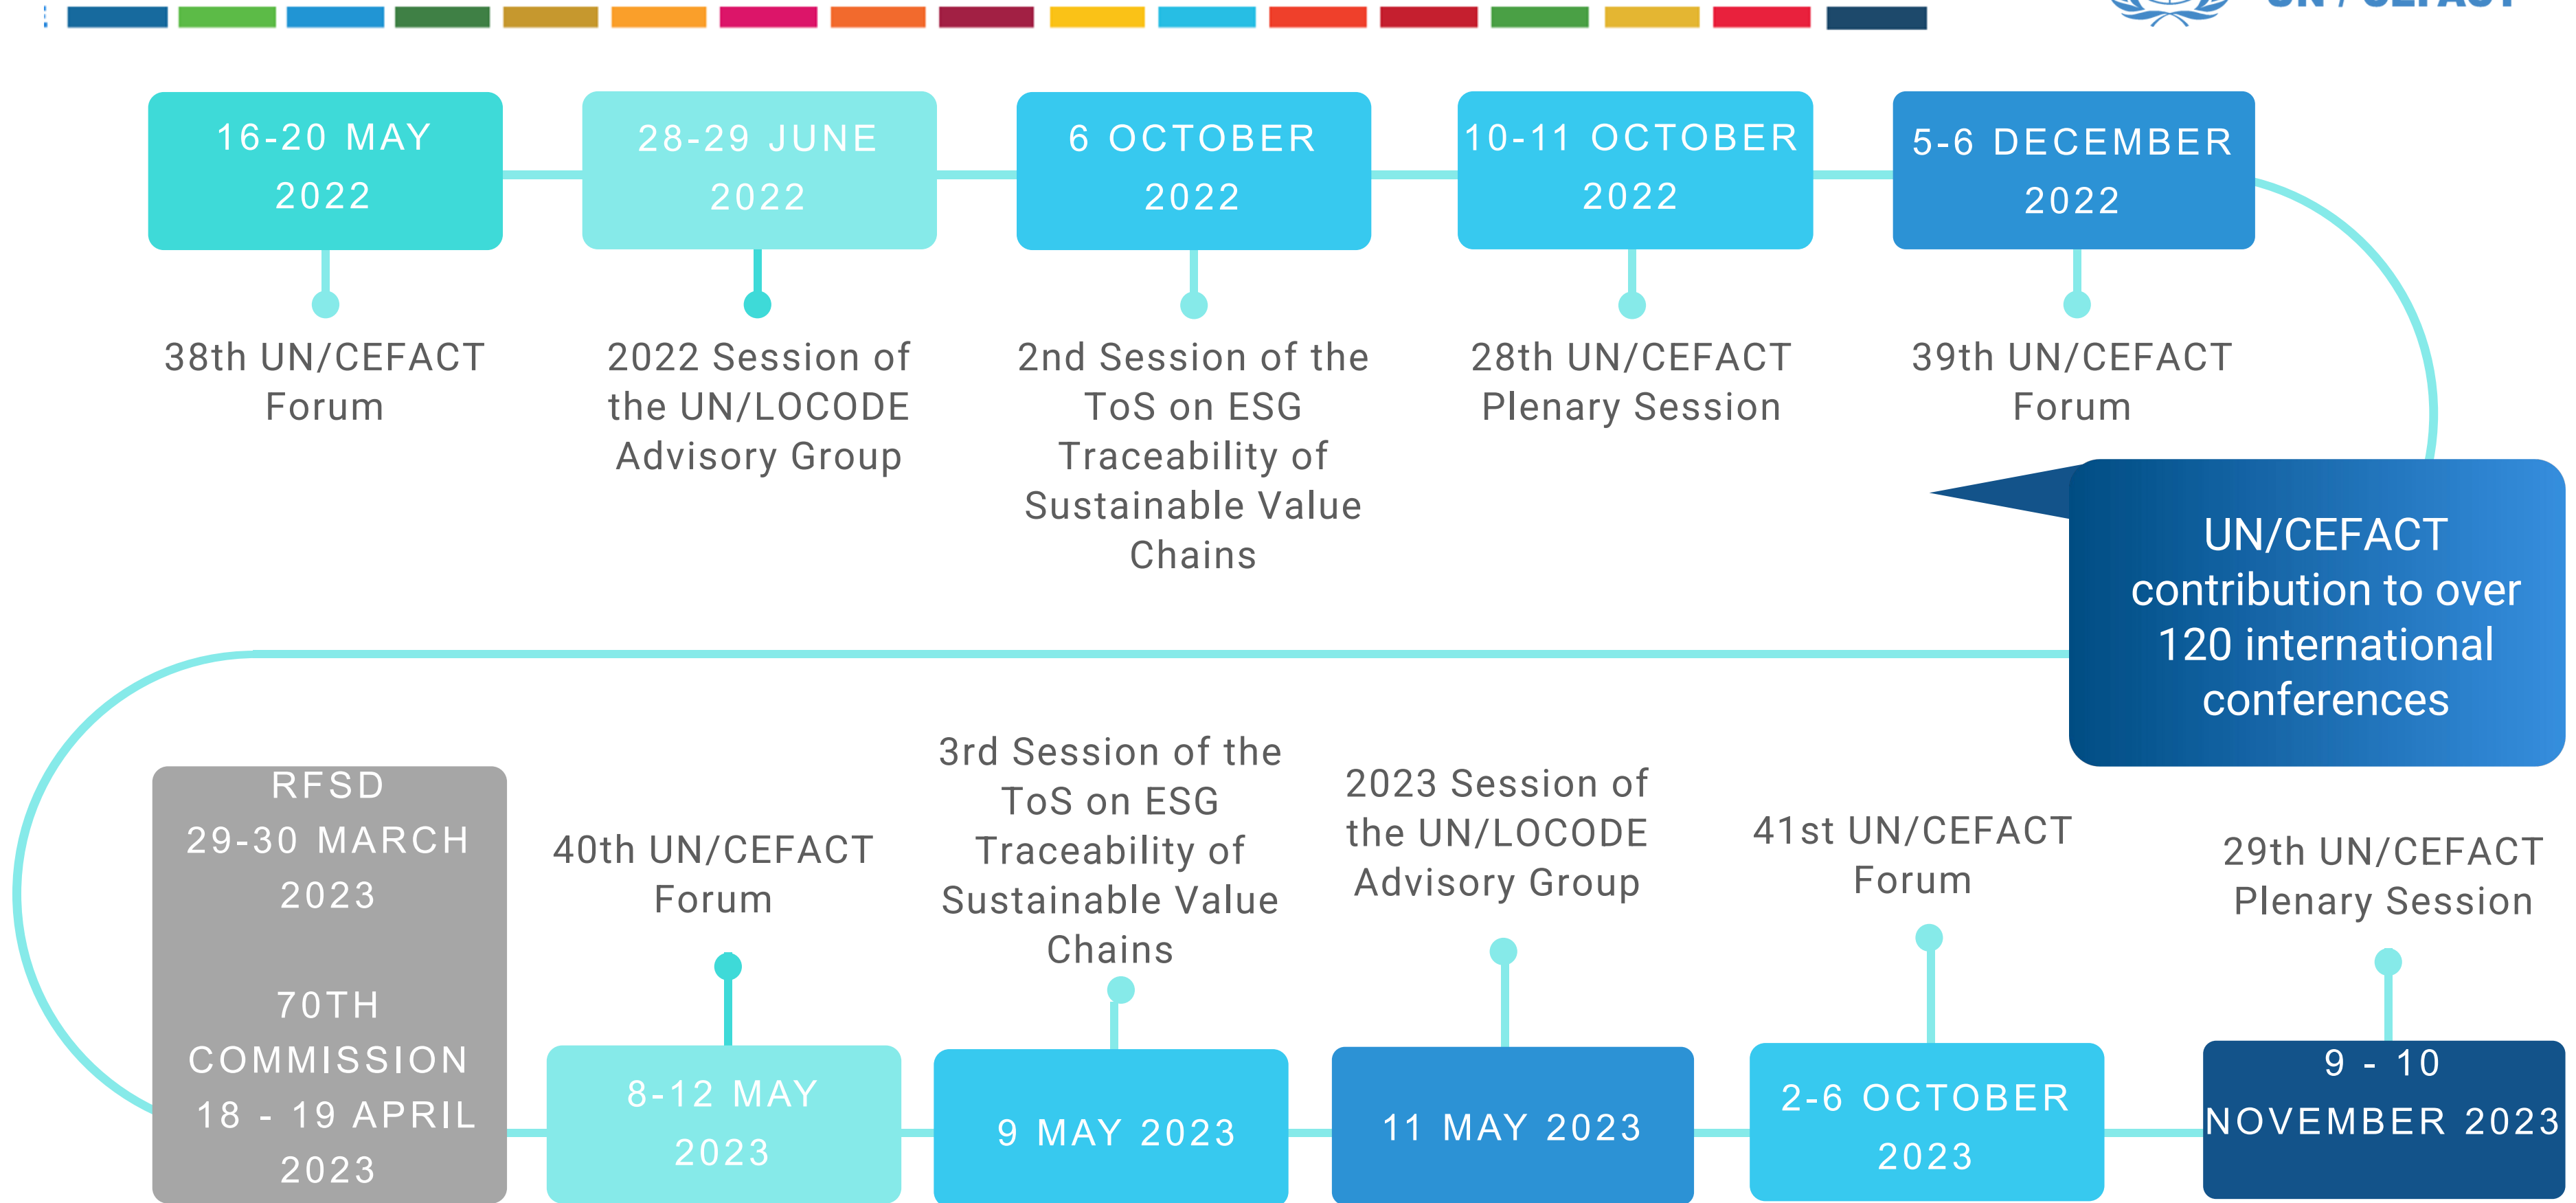 UN / CEFACT
16-20 MAY
2022
28-29 JUNE
2022
6 OCTOBER
2022
10-11 OCTOBER
2022
5-6 DECEMBER
2022
38th UN/CEFACT
Forum
2022 Session of
the UN/LOCODE
Advisory Group
2nd Session of the
ToS on ESG
Traceability of
Sustainable Value
Chains
28th UN/CEFACT
Plenary Session
39th UN/CEFACT
Forum
UN/CEFACT
contribution to over
120 international
conferences
RFSD
29-30 MARCH
2023
70TH
COMMISSION
18 - 19 APRIL
2023
40th UN/CEFACT
Forum
8-12 MAY
2023
3rd Session of the
ToS on ESG
Traceability of
Sustainable Value
Chains
9 MAY 2023
2023 Session of
the UN/LOCODE
Advisory Group
11 MAY 2023
41st UN/CEFACT
Forum
2-6 OCTOBER
2023
29th UN/CEFACT
Plenary Session
9 - 10
NOVEMBER 2023